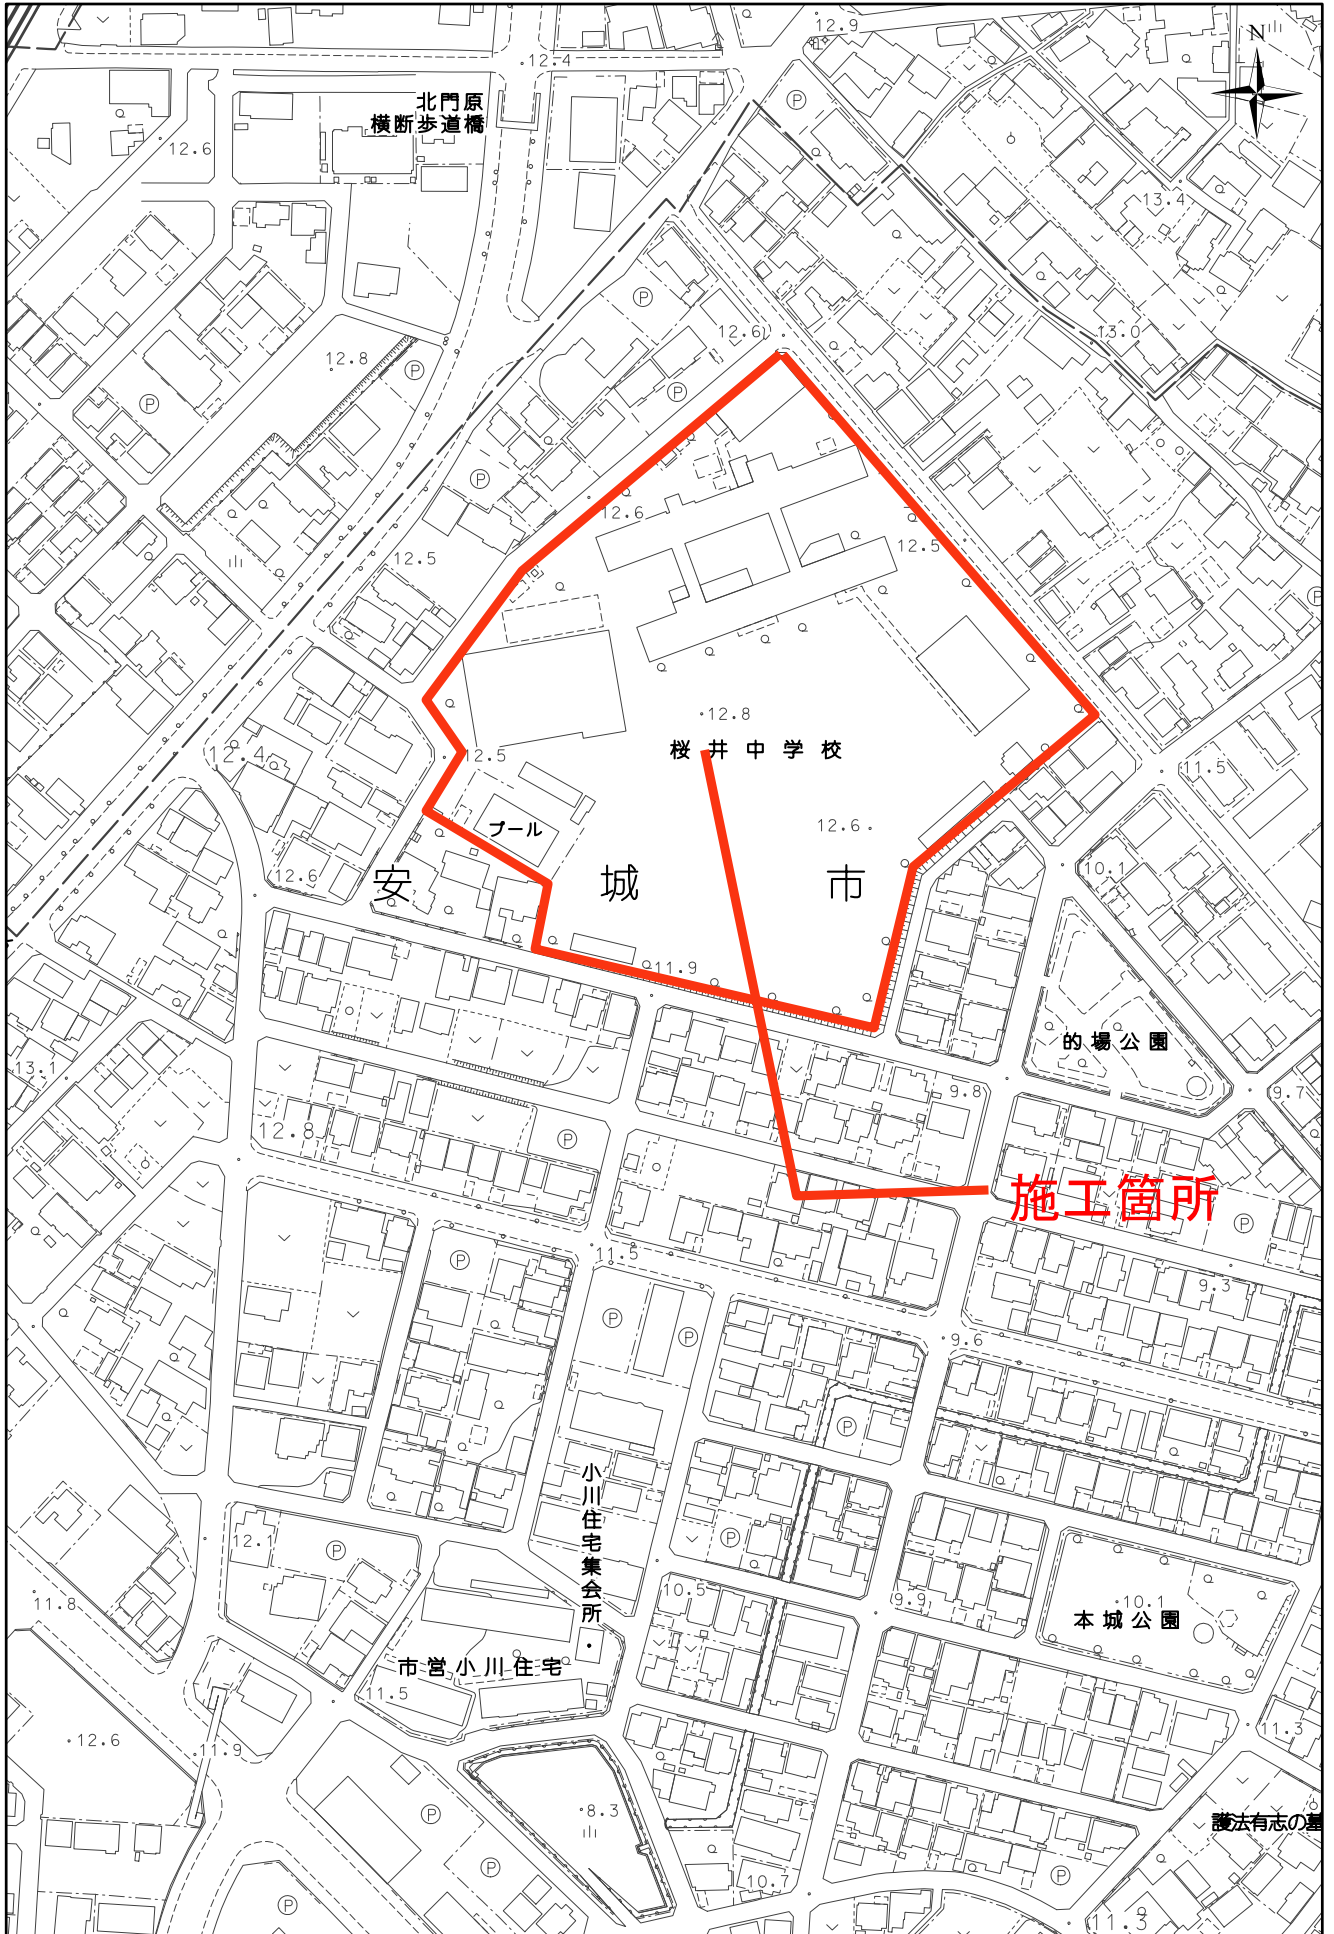 12.9
N
12.4
北門原
横断歩道橋
P
12.6
13.4
P
12.6
13.0
12.8
P
P
P
P
12.6
12.5
12.5
P
12.8
桜井中学校
12.4
12.5
11.5
プール
12.6
安城市
12.6
10.1
11.9
的場公園
13.1
9.8
9.7
12.8
P
施工箇所
P
11.5
P
9.3
P
P
9.6
P
小川住宅集会所
P
12.1
P
10.5
9.9
10.1
11.8
本城公園
市営小川住宅
11.5
11.3
12.6
11.9
P
8.3
護法有志の墓
P
P
10.7
P
11.3